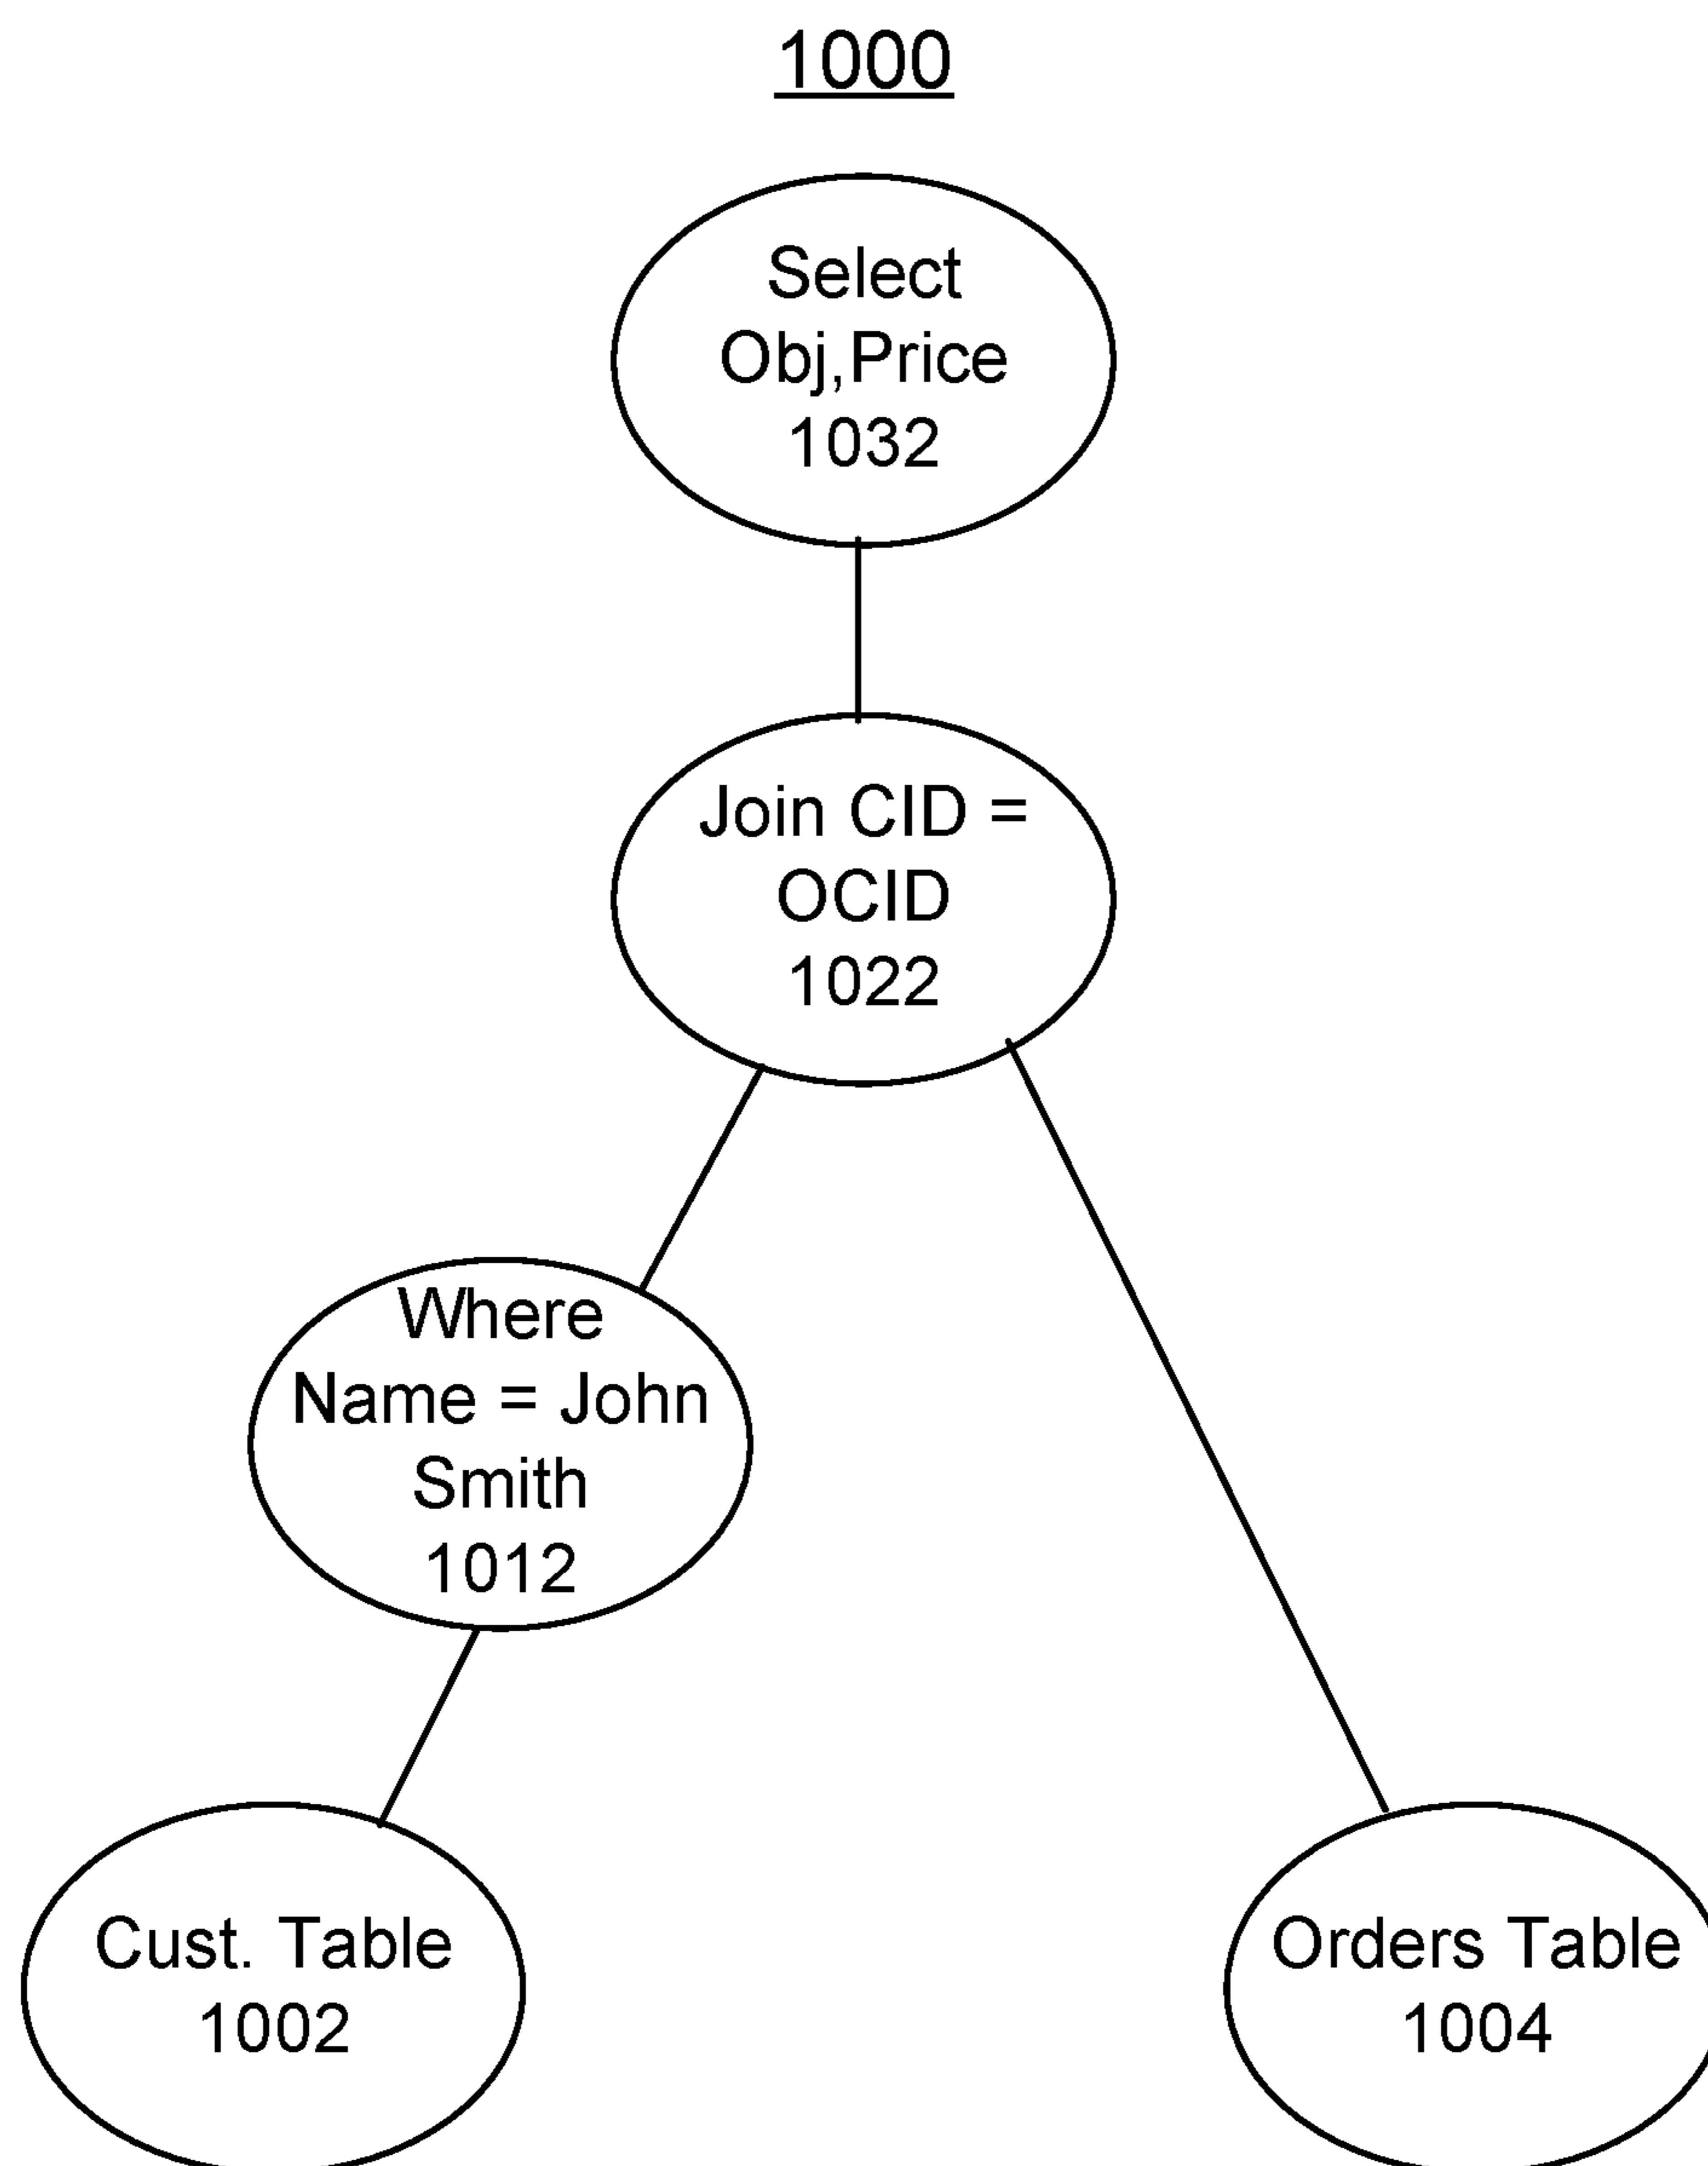 1000
Select
Obj,Price
1032
Join CID =
OCID
1022
Where
Name = John
Smith
1012
Cust. Table
1002
Orders Table
1004